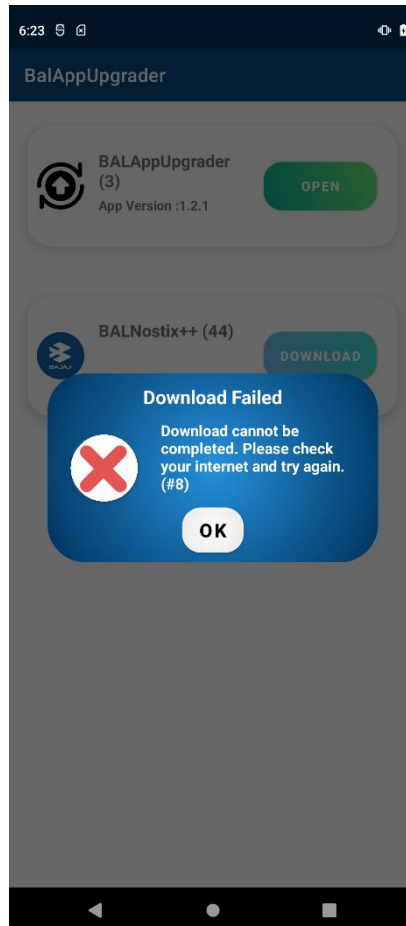 6:23
BalAppUpgrader
BALAppUpgrader
(3)
App Version :1.2.1
OPEN
BALNostix++ (44)
DOWNLOAD
BAJAJ
Download Failed
Download cannot be
completed. Please check
your internet and try again.
(#8)
OK